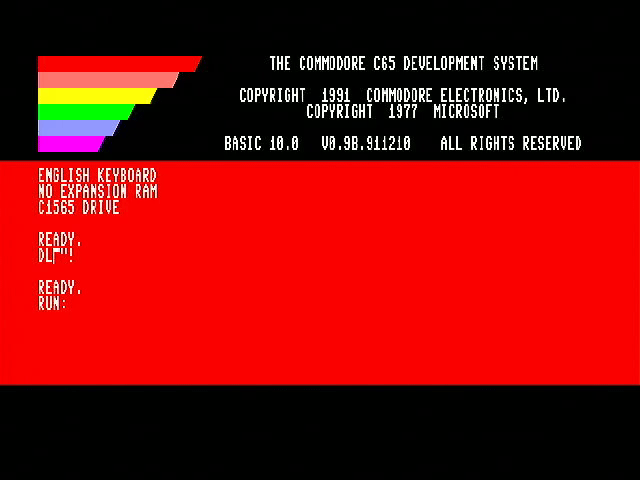 THE COMMODORE C65 DEVELOPMENT SYSTEM
COPYRIGHT 1991 COMMODORE ELECTRONICS, LTD.
COPYRIGHT 1977 MICROSOFT
BASIC 10.0 V0.9B.911210 ALL RIGHTS RESERVED
ENGLISH KEYBOARD
NO EXPANSION RAM
C1565 DRIVE
READY.
DL┌"!
READY.
RUN: